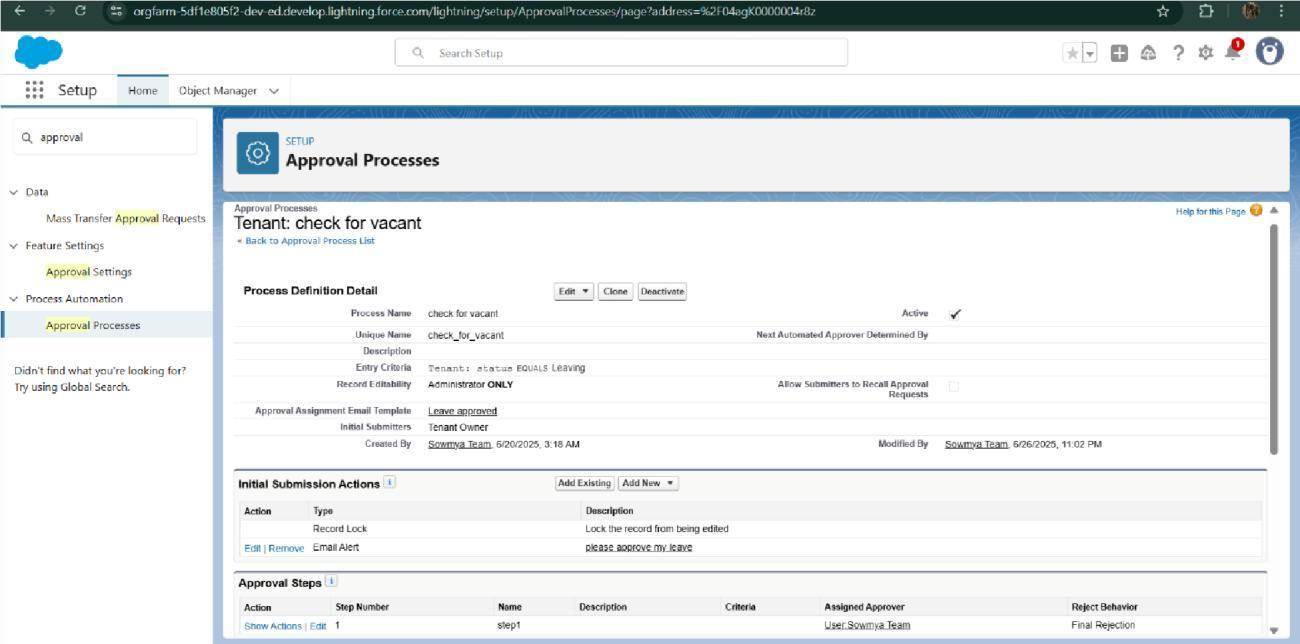 orgfarm-5df1e805f2-dev-ed.develop.lightning.force.com/lightning/setup/ApprovalProcesses/page?address=%2F04agK0000004r8z
Search Setup
1
Setup Home Object Manager
approval
Data
Mass Transfer Approval Requests
Feature Settings
Approval Settings
Process Automation
Approval Processes
Didn't find what you're looking for?
Try using Global Search.
SETUP
Approval Processes
Approval Processes
Tenant: check for vacant
« Back to Approval Process List
Help for this Page ?
Process Definition Detail Edit Clone Deactivate
Process Name check for vacant Active
Unique Name check_for_vacant Next Automated Approver Determined By
Description
Entry Criteria Tenant: status EQUALS Leaving
Record Editability Administrator ONLY Allow Submitters to Recall Approval
Requests
Approval Assignment Email Template Leave approved
Initial Submitters Tenant Owner
Created By Sowmya Team, 6/20/2025, 3:18 AM Modified By Sowmya Team, 6/26/2025, 11:02 PM
Initial Submission Actions i Add Existing Add New
Action Type Description
Record Lock Lock the record from being edited
Edit | Remove Email Alert please approve my leave
Approval Steps i
Action Step Number Name Description Criteria Assigned Approver Reject Behavior
Show Actions | Edit 1 step1 User:Sowmya Team Final Rejection